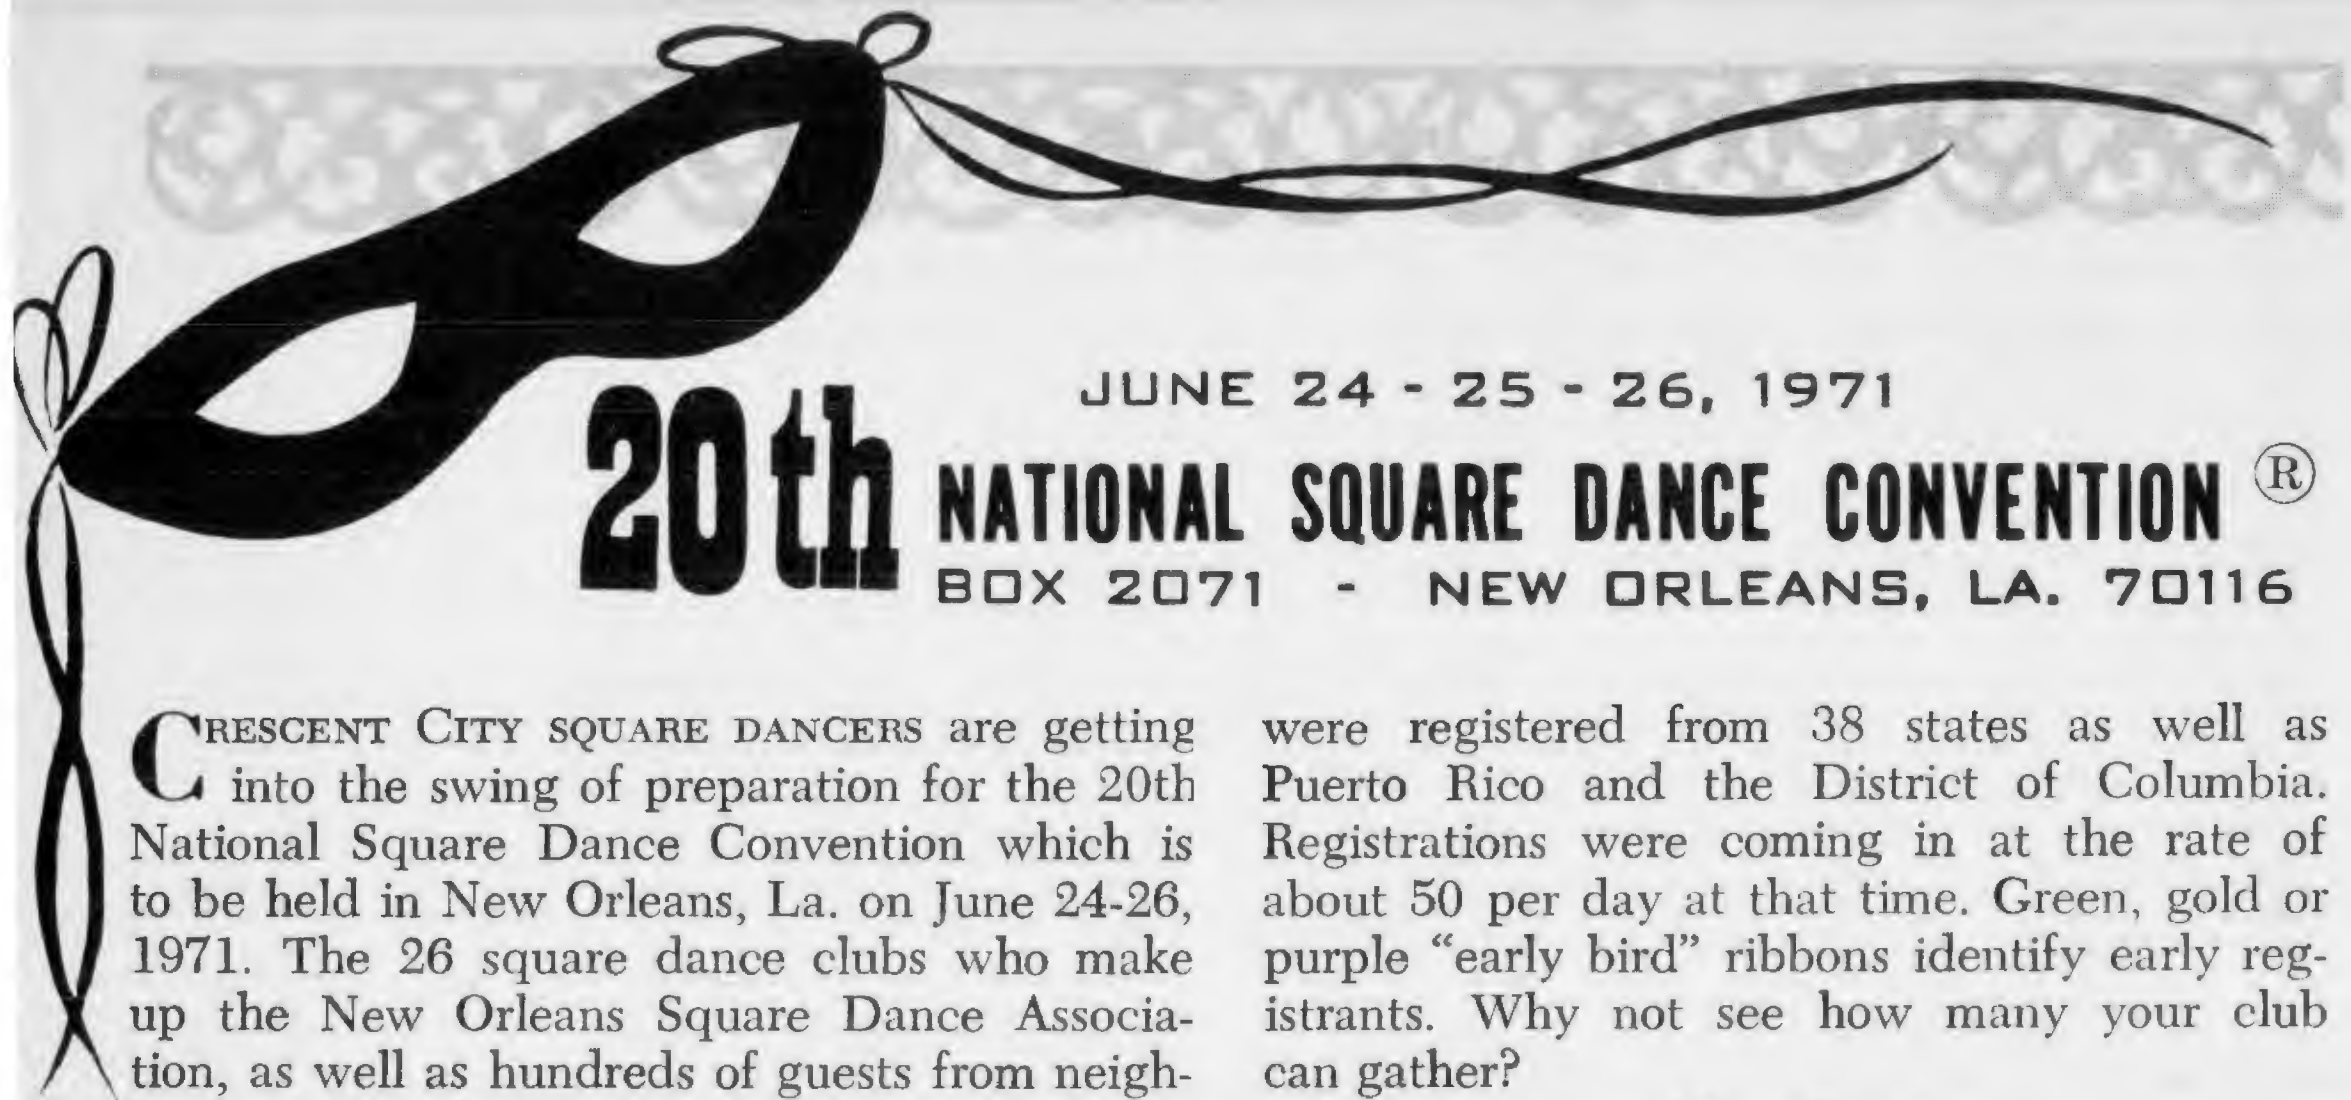 JUNE 24 - 25 - 26, 1971
20th NATIONAL SQUARE DANCE CONVENTION ®
BOX 2071 - NEW ORLEANS, LA. 70116
CRESCENT CITY SQUARE DANCERS are getting
into the swing of preparation for the 20th
National Square Dance Convention which is
to be held in New Orleans, La. on June 24-26,
1971. The 26 square dance clubs who make
up the New Orleans Square Dance Associa-
tion, as well as hundreds of guests from neigh-
were registered from 38 states as well as
Puerto Rico and the District of Columbia.
Registrations were coming in at the rate of
about 50 per day at that time. Green, gold or
purple “early bird” ribbons identify early reg-
istrants. Why not see how many your club
can gather?